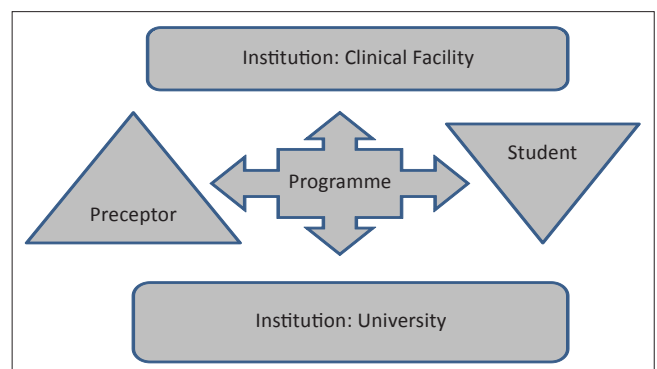 Institution: Clinical Facility
Student
Programme
Preceptor
Institution: University